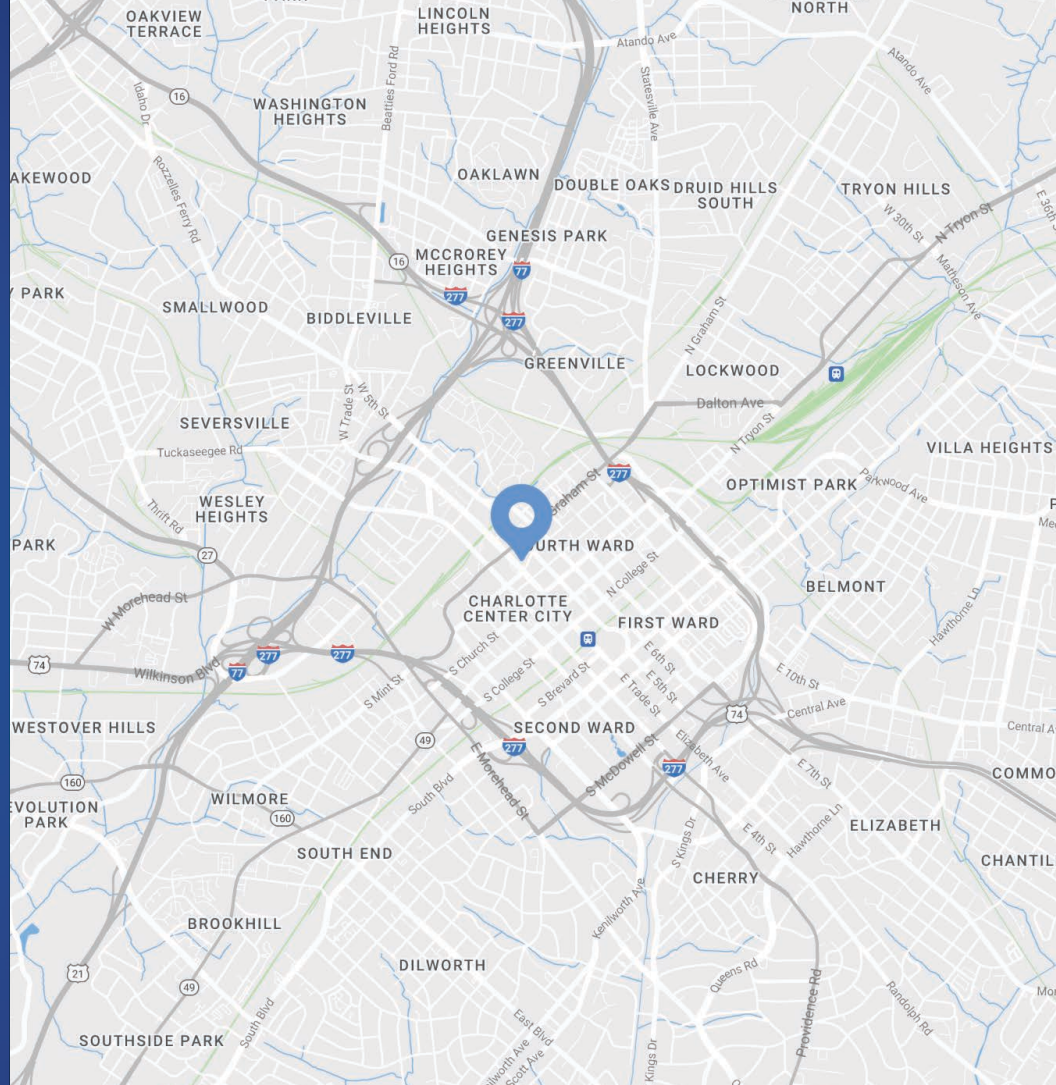 OAKVIEW
TERRACE
LINCOLN
HEIGHTS
NORTH
Atando Ave
Atando Ave
Statesville Ave
Beatties Ford Rd
Idaho Dr
16
WASHINGTON
HEIGHTS
Rozzelles Ferry Rd
AKEWOOD
OAKLAWN
DOUBLE OAKS
DRUID HILLS
SOUTH
TRYON HILLS
W 30th St
N Tryon St
E 36th
GENESIS PARK
MCCROREY
HEIGHTS
16
77
277
277
Matheson Ave
PARK
SMALLWOOD
BIDDLEVILLE
N Graham St
GREENVILLE
LOCKWOOD
Dalton Ave
N Tryon St
W Trade St
W 5th St
SEVERSVILLE
Tuckaseegee Rd
VILLA HEIGHTS
277
Graham St
OPTIMIST PARK
Parkwood Ave
WESLEY
HEIGHTS
Thrift Rd
PARK
27
URTH WARD
N College St
BELMONT
Hawthorne Ln
W Morehead St
CHARLOTTE
CENTER CITY
FIRST WARD
S Church St
E 6th St
E 5th St
E Trade St
74
Wilkinson Blvd
77
277
277
S Mint St
S College St
S Brevard St
E 10th St
74
Central Ave
Central A
WESTOVER HILLS
49
SECOND WARD
277
277
Elizabeth Ave
S McDowell St
E Morehead St
E 7th St
COMMO
160
EVOLUTION
PARK
WILMORE
160
South Blvd
S Kings Dr
E 4th St
Hawthorne Ln
ELIZABETH
SOUTH END
CHERRY
CHANTIL
BROOKHILL
Kenilworth Ave
DILWORTH
Queens Rd
Providence Rd
Randolph Rd
21
49
South Blvd
SOUTHSIDE PARK
East Blvd
ilworth Ave
Scott Ave
Kings Dr